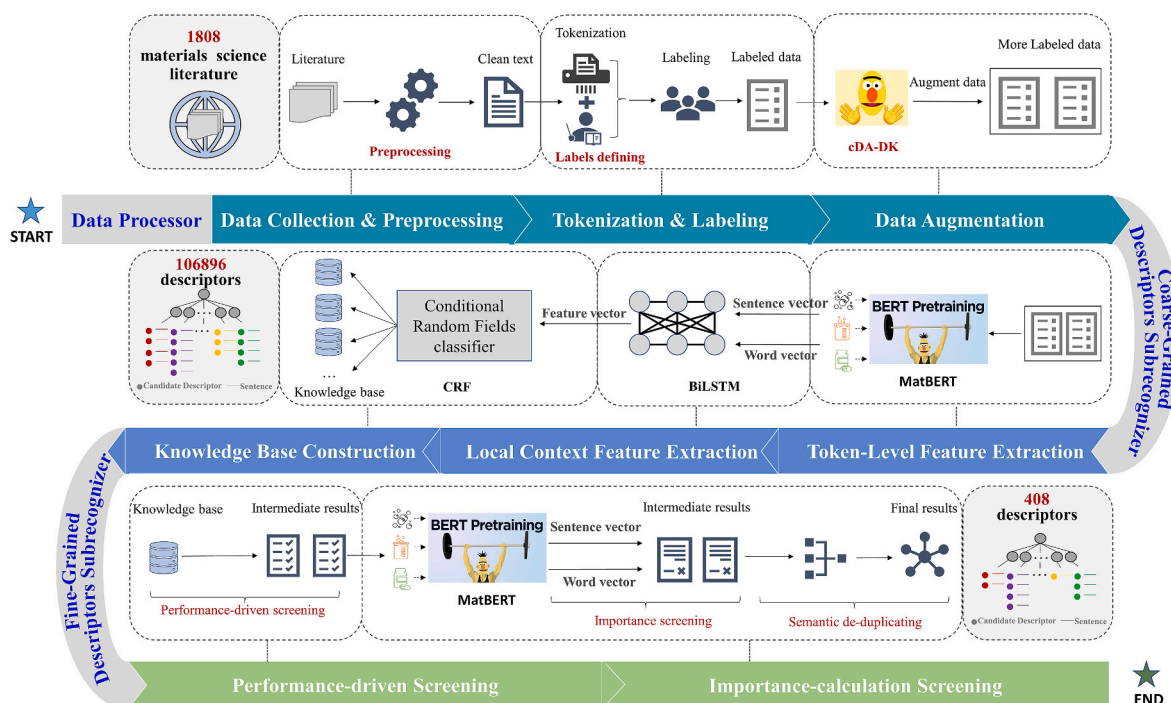 1808
materials science
literature
Literature
Clean text
Preprocessing
Tokenization
Labels defining
Labeling
Labeled data
cDA-DK
Augment data
More Labeled data
START
Data Processor
Data Collection & Preprocessing
Tokenization & Labeling
Data Augmentation
Coarse-Grained
Descriptors Subrecognizer
106896
descriptors
Candidate Descriptor
Sentence
...
Knowledge base
Conditional
Random Fields
classifier
CRF
Feature vector
BiLSTM
Sentence vector
Word vector
BERT Pretraining
MatBERT
Knowledge Base Construction
Local Context Feature Extraction
Token-Level Feature Extraction
Fine-Grained
Descriptors Subrecognizer
Knowledge base
Intermediate results
Performance-driven screening
BERT Pretraining
MatBERT
Sentence vector
Word vector
Intermediate results
Importance screening
Final results
Semantic de-duplicating
408
descriptors
Candidate Descriptor
Sentence
Performance-driven Screening
Importance-calculation Screening
END